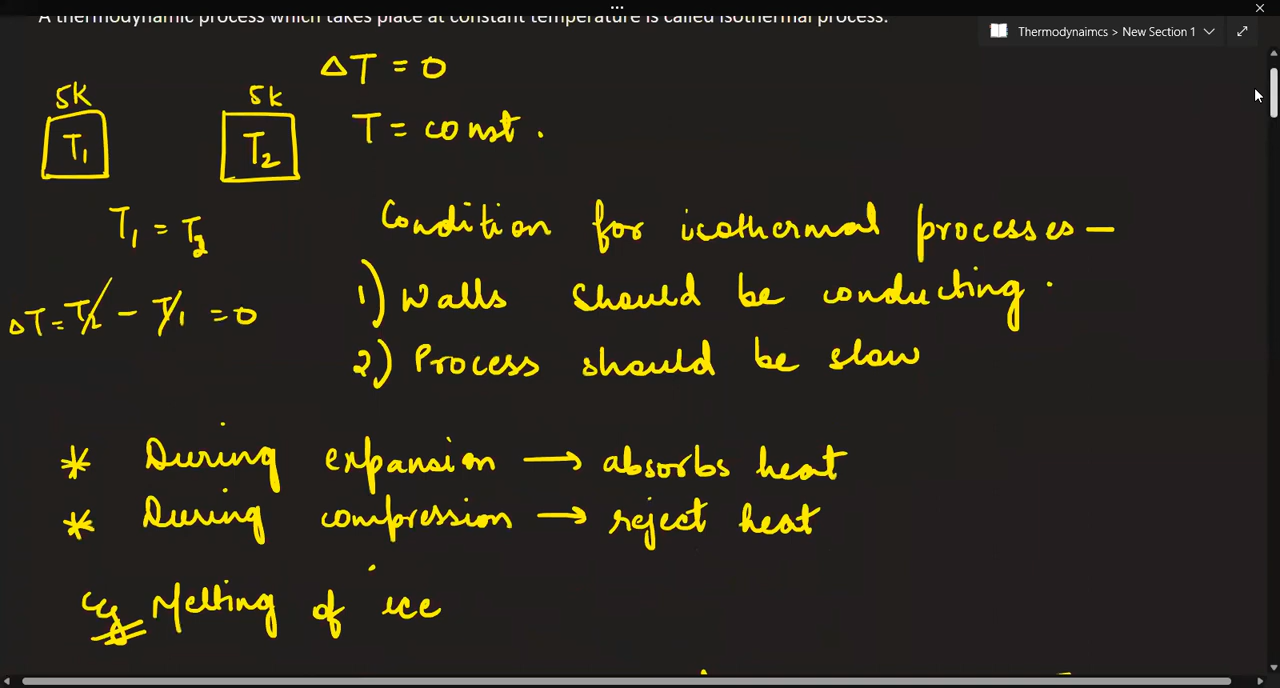 A thermodynamic process which takes place at constant temperature is called isothermal process.
Thermodynaimcs > New Section 1
ΔT = 0
5K 5K
T1 T2
T = const.
T1 = T2
Condition for isothermal processes –
ΔT = T2 – T1 = 0
1) Walls should be conducting.
2) Process should be slow
* During expansion → absorbs heat
* During compression → reject heat
eg Melting of ice